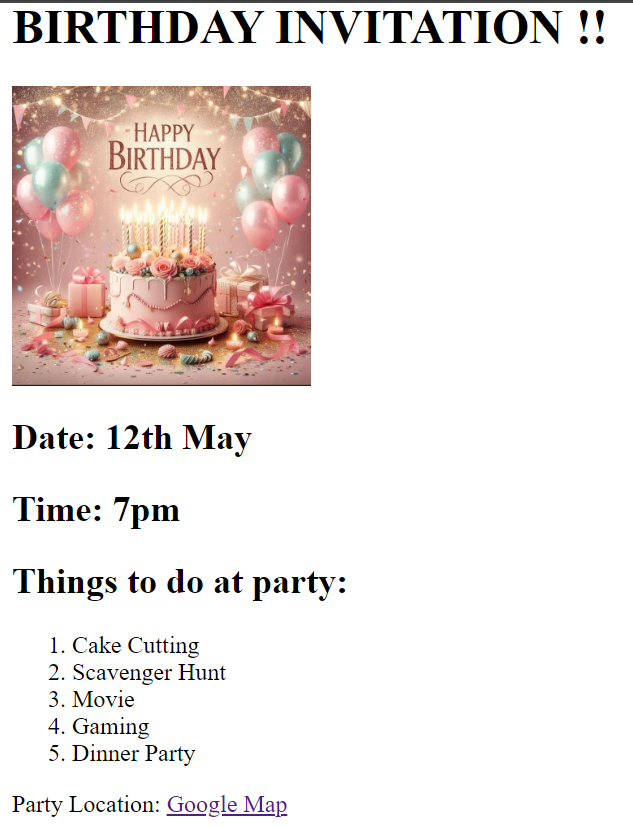 BIRTHDAY INVITATION !!
HAPPY
BIRTHDAY
Date: 12th May
Time: 7pm
Things to do at party:
1. Cake Cutting
2. Scavenger Hunt
3. Movie
4. Gaming
5. Dinner Party
Party Location: Google Map